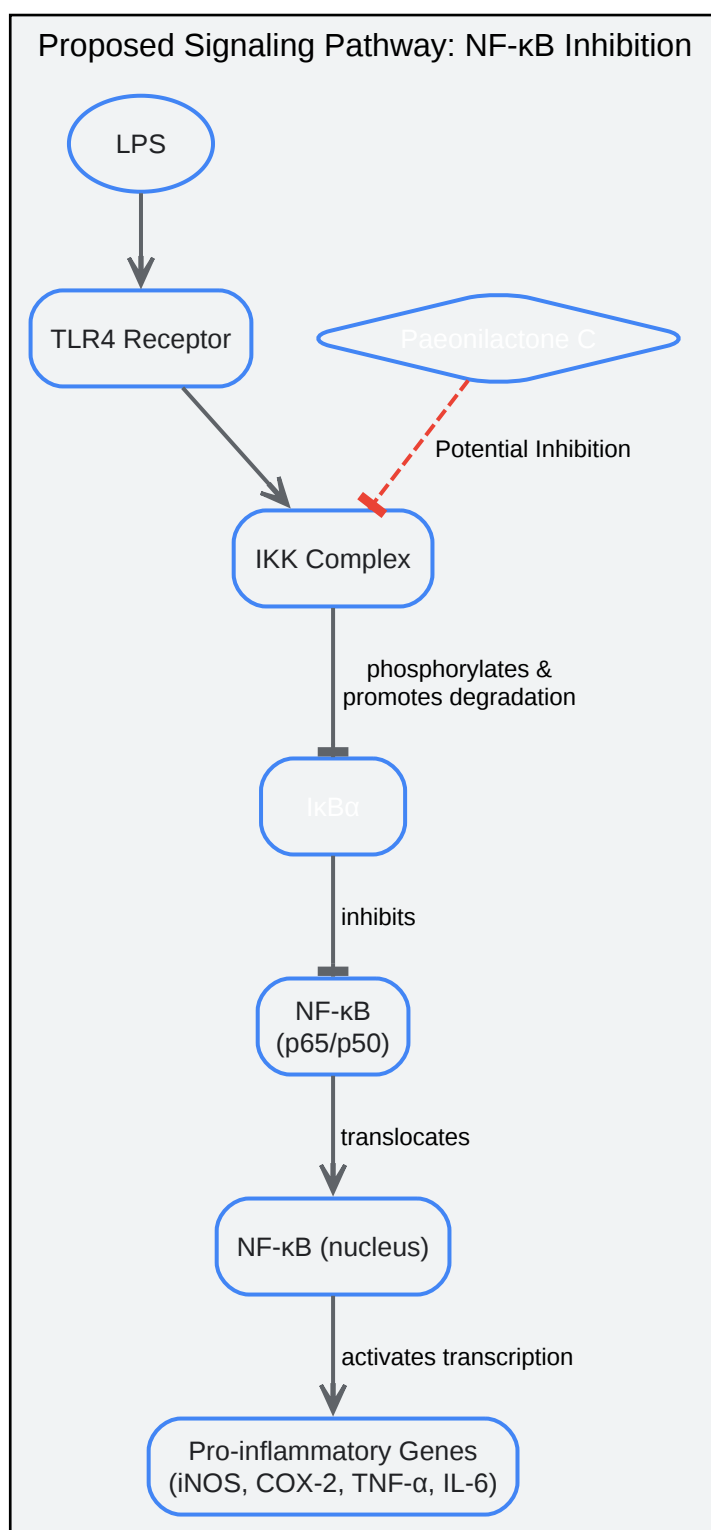 Proposed Signaling Pathway: NF-κB Inhibition
LPS
TLR4 Receptor
Paeonilactone C
Potential Inhibition
IKK Complex
phosphorylates &
promotes degradation
IκBα
inhibits
NF-κB
(p65/p50)
translocates
NF-κB (nucleus)
activates transcription
Pro-inflammatory Genes
(iNOS, COX-2, TNF-α, IL-6)